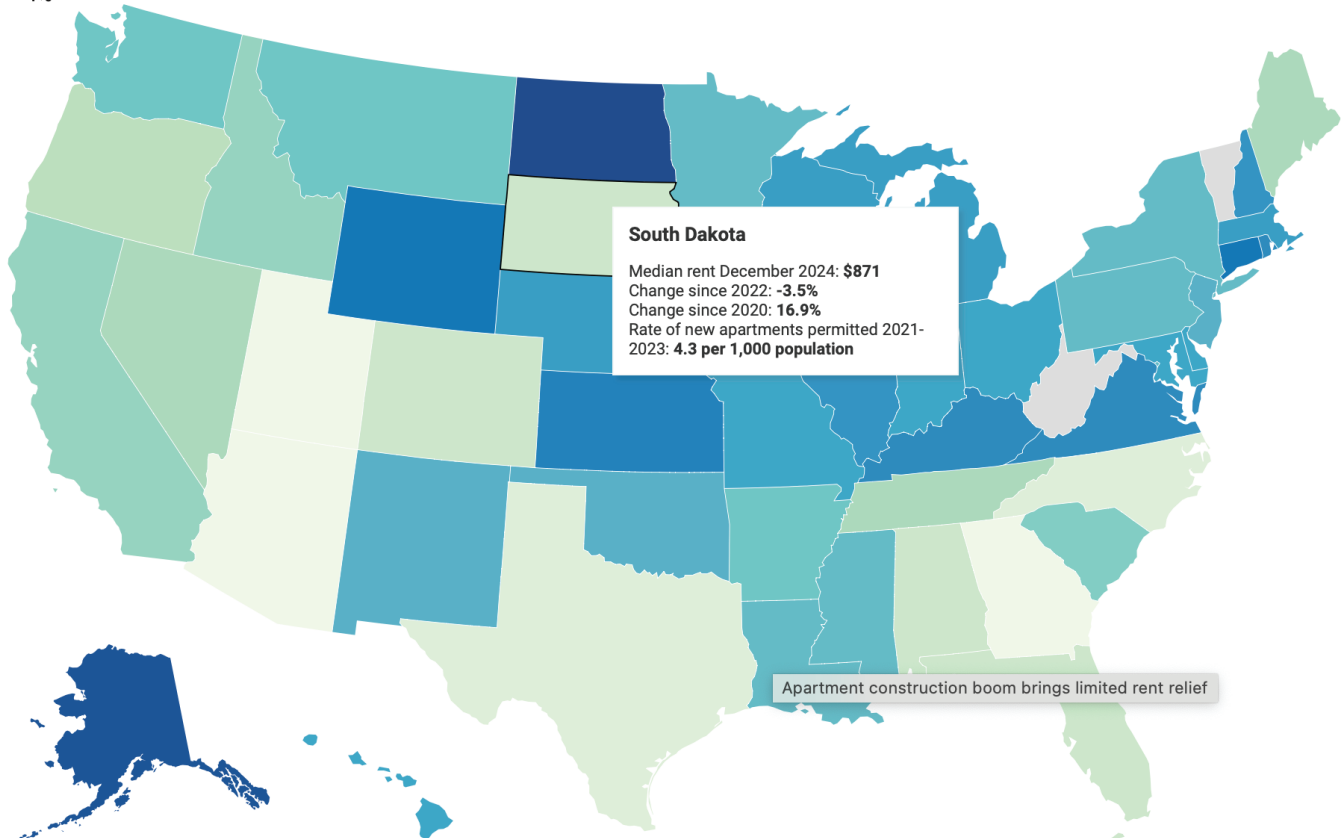 South Dakota
Median rent December 2024: $871
Change since 2022: -3.5%
Change since 2020: 16.9%
Rate of new apartments permitted 2021-
2023: 4.3 per 1,000 population
Apartment construction boom brings limited rent relief